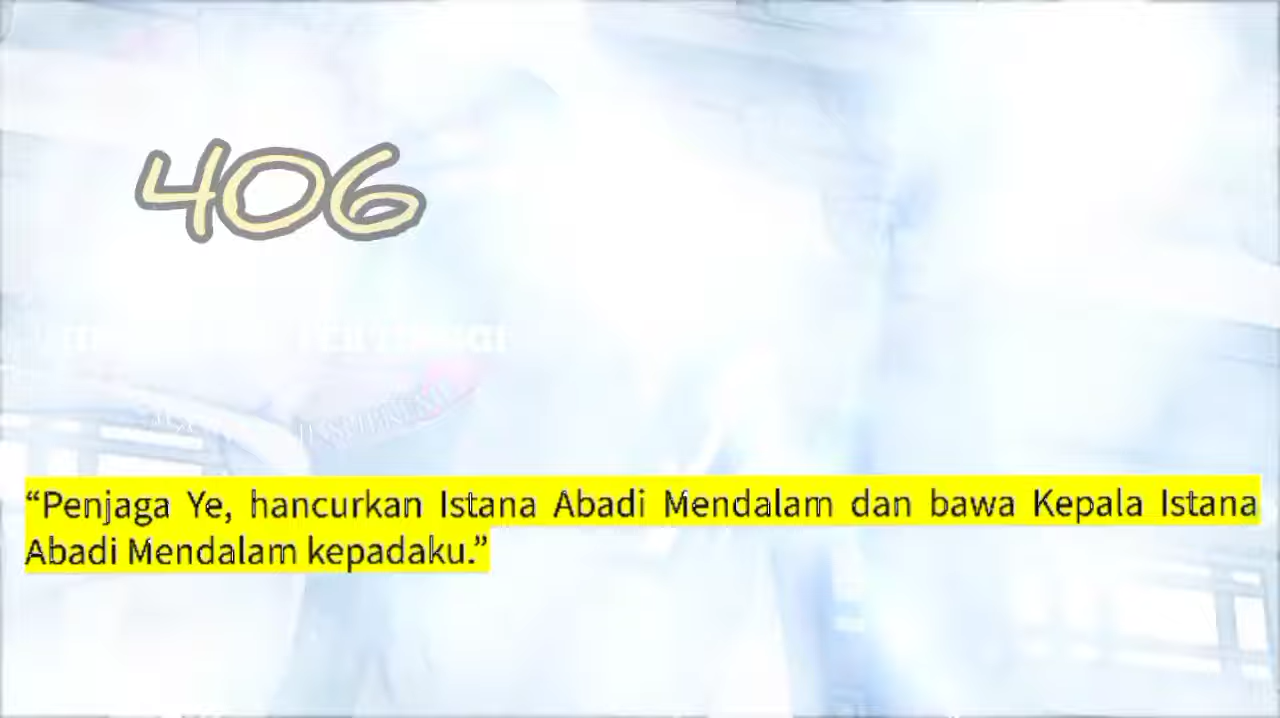 406
“Penjaga Ye, hancurkan Istana Abadi Mendalam dan bawa Kepala Istana
Abadi Mendalam kepadaku.”